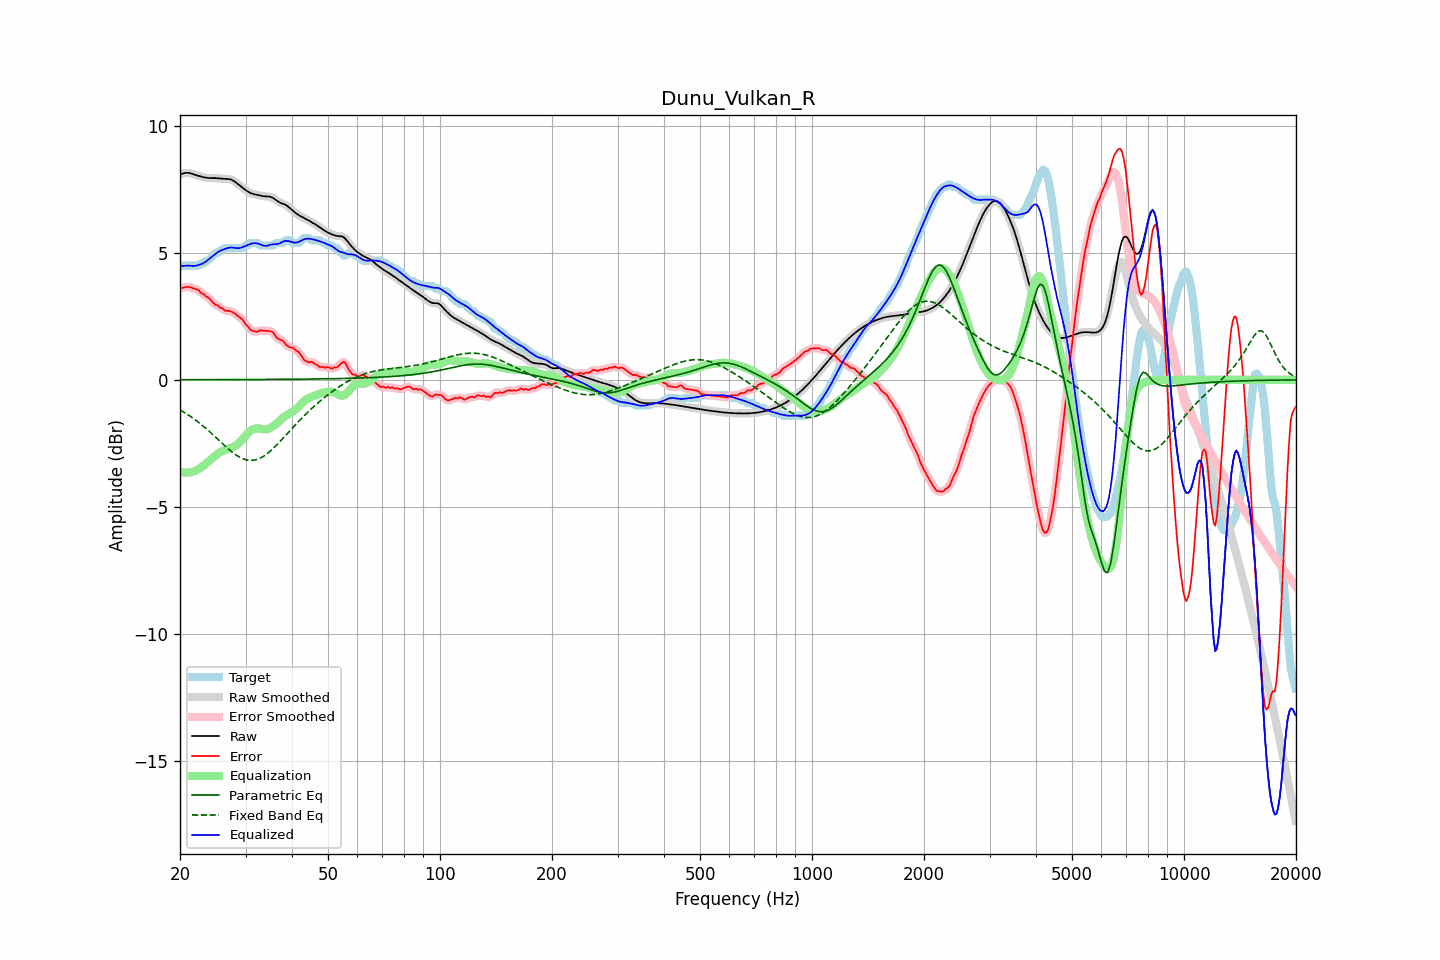 Dunu_Vulkan_R
10
5
0
−5
−10
−15
Amplitude (dBr)
Target
Raw Smoothed
Error Smoothed
Raw
Error
Equalization
Parametric Eq
Fixed Band Eq
Equalized
20 50 100 200 500 1000 2000 5000 10000 20000
Frequency (Hz)